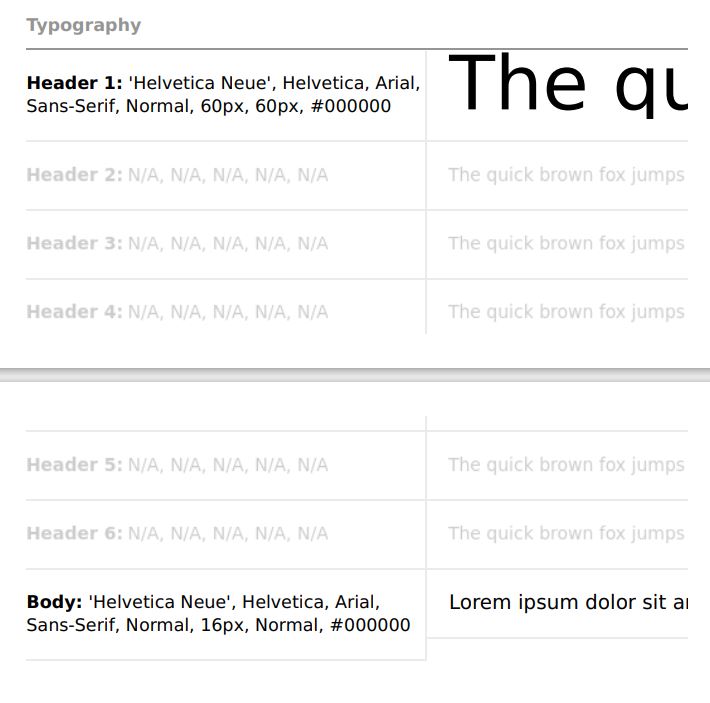 Typography
Header 1: 'Helvetica Neue', Helvetica, Arial,
Sans-Serif, Normal, 60px, 60px, #000000
The qu
Header 2: N/A, N/A, N/A, N/A, N/A
The quick brown fox jumps
Header 3: N/A, N/A, N/A, N/A, N/A
The quick brown fox jumps
Header 4: N/A, N/A, N/A, N/A, N/A
The quick brown fox jumps
Header 5: N/A, N/A, N/A, N/A, N/A
The quick brown fox jumps
Header 6: N/A, N/A, N/A, N/A, N/A
The quick brown fox jumps
Body: 'Helvetica Neue', Helvetica, Arial,
Sans-Serif, Normal, 16px, Normal, #000000
Lorem ipsum dolor sit